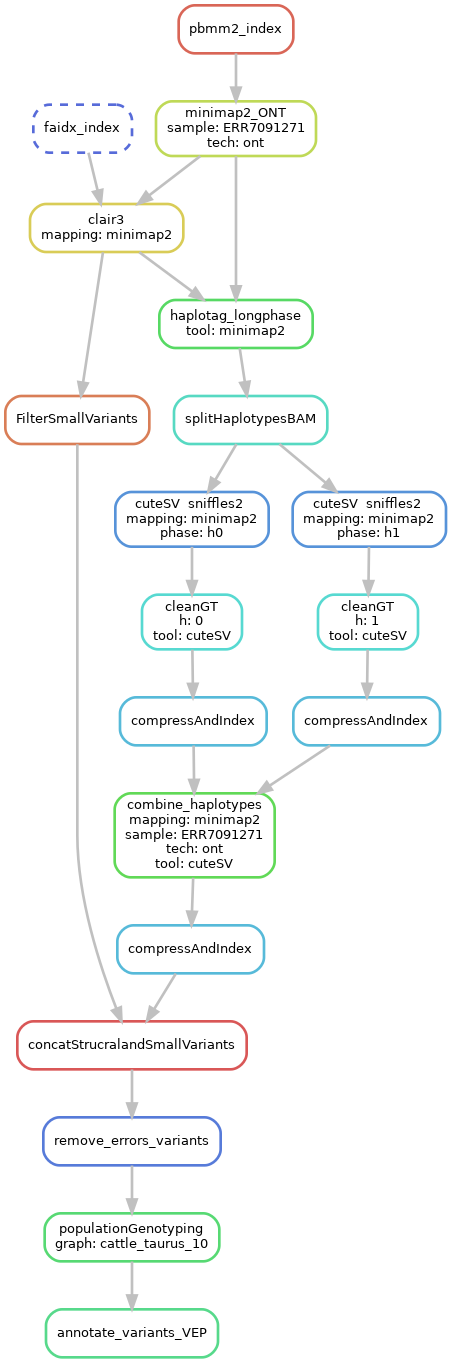 pbmm2_index
faidx_index
minimap2_ONT
sample: ERR7091271
tech: ont
clair3
mapping: minimap2
haplotag_longphase
tool: minimap2
FilterSmallVariants
splitHaplotypesBAM
cuteSV  sniffles2
mapping: minimap2
phase: h0
cuteSV  sniffles2
mapping: minimap2
phase: h1
cleanGT
h: 0
tool: cuteSV
cleanGT
h: 1
tool: cuteSV
compressAndIndex
compressAndIndex
combine_haplotypes
mapping: minimap2
sample: ERR7091271
tech: ont
tool: cuteSV
compressAndIndex
concatStrucralandSmallVariants
remove_errors_variants
populationGenotyping
graph: cattle_taurus_10
annotate_variants_VEP